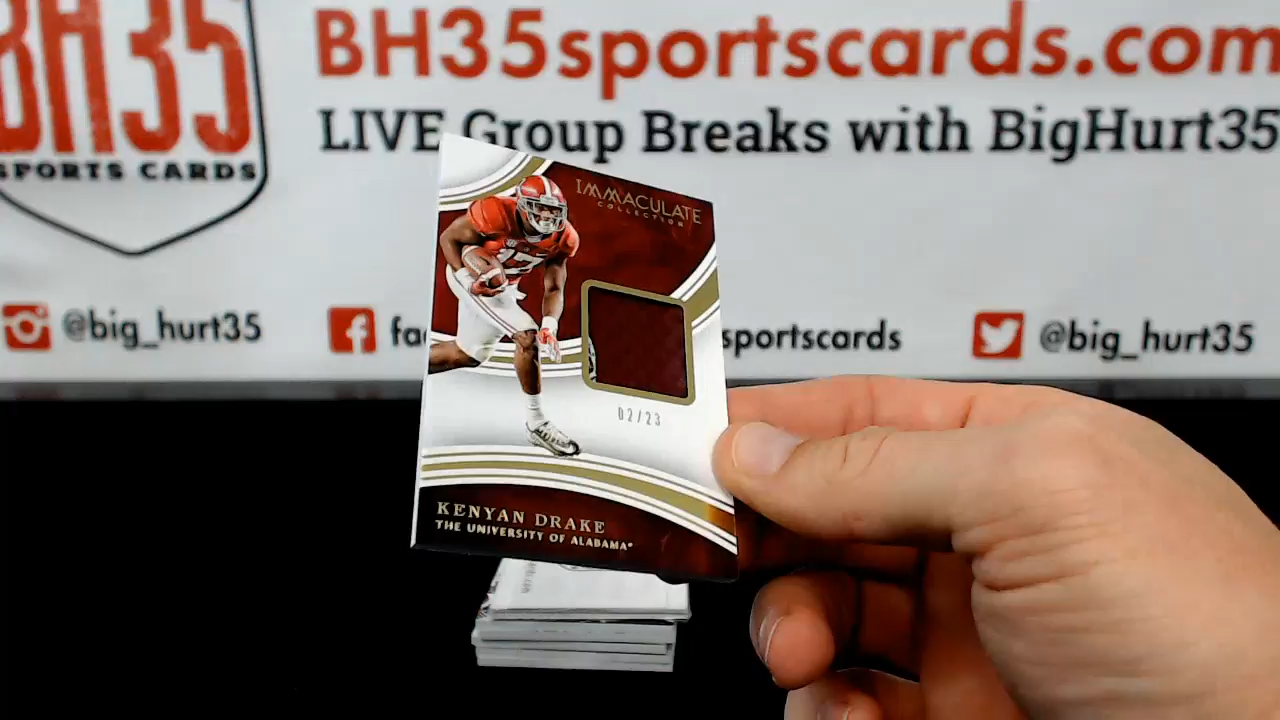 BH35
SPORTS CARDS
BH35sportscards.com
LIVE Group Breaks with BigHurt35
@big_hurt35
sportscards
@big_hurt35
IMMACULATE
COLLECTION
17
02/23
KENYAN DRAKE
THE UNIVERSITY OF ALABAMA®